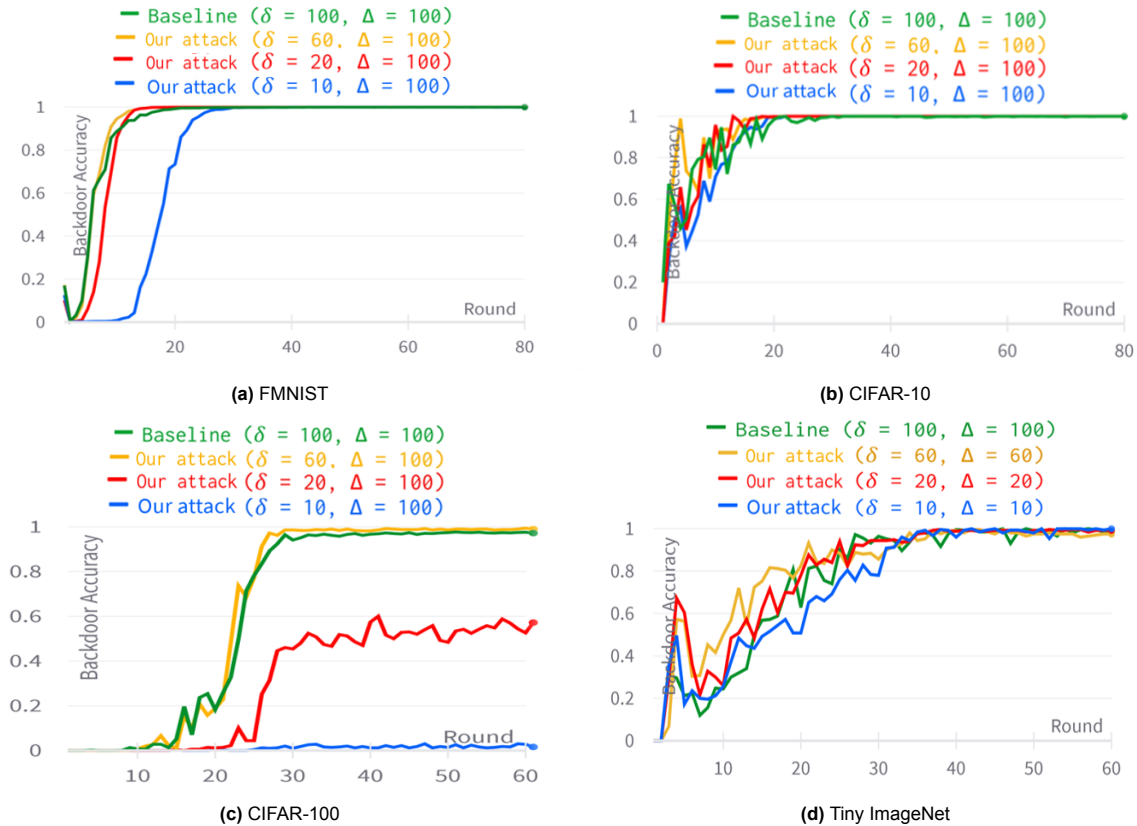 Baseline (δ = 100, Δ = 100)
Our attack (δ = 60, Δ = 100)
Our attack (δ = 20, Δ = 100)
Our attack (δ = 10, Δ = 100)
1
0.8
0.6
0.4
0.2
0
Backdoor Accuracy
Round
20
40
60
80
(a) FMNIST
Baseline (δ = 100, Δ = 100)
Our attack (δ = 60, Δ = 100)
Our attack (δ = 20, Δ = 100)
Our attack (δ = 10, Δ = 100)
1
0.8
0.6
0.4
0.2
0
Backdoor Accuracy
Round
0
20
40
60
80
(b) CIFAR-10
Baseline (δ = 100, Δ = 100)
Our attack (δ = 60, Δ = 100)
Our attack (δ = 20, Δ = 100)
Our attack (δ = 10, Δ = 100)
1
0.8
0.6
0.4
0.2
0
Backdoor Accuracy
Round
10
20
30
40
50
60
(c) CIFAR-100
Baseline (δ = 100, Δ = 100)
Our attack (δ = 60, Δ = 60)
Our attack (δ = 20, Δ = 20)
Our attack (δ = 10, Δ = 10)
1
0.8
0.6
0.4
0.2
0
Backdoor Accuracy
Round
10
20
30
40
50
60
(d) Tiny ImageNet